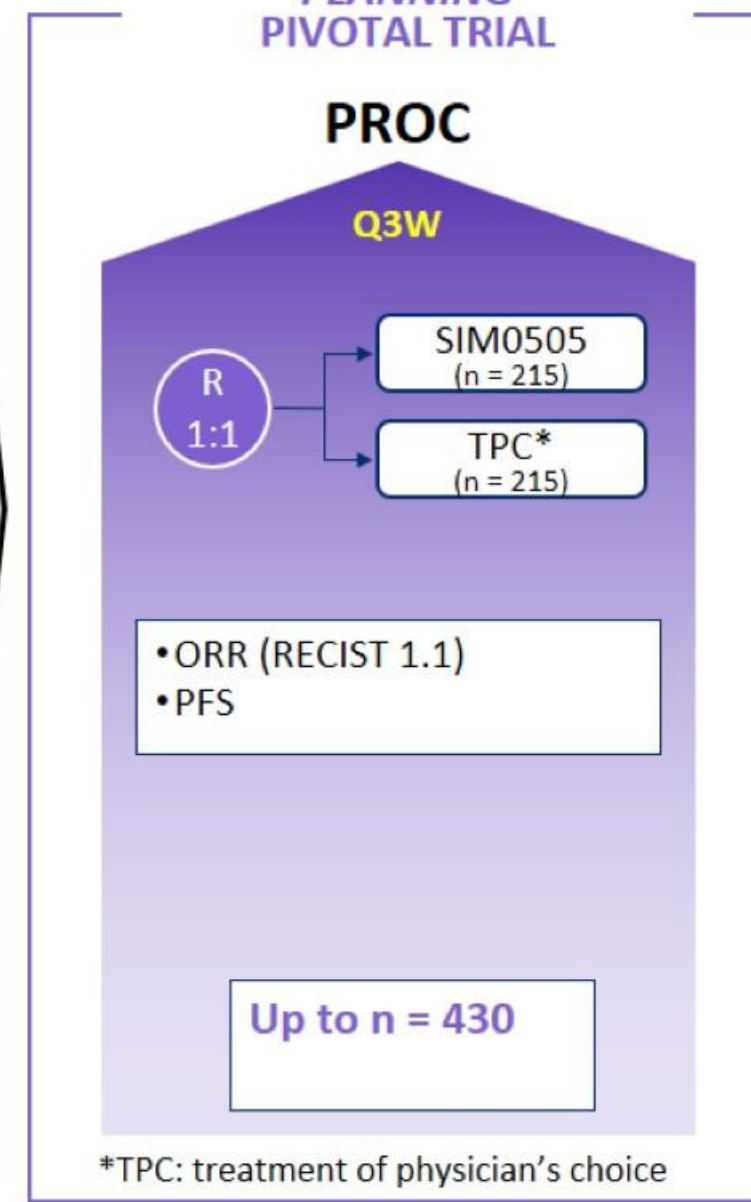 PLANNING
PIVOTAL TRIAL
PROC
Q3W
R
1:1
SIM0505
(n = 215)
TPC*
(n = 215)
•ORR (RECIST 1.1)
•PFS
Up to n = 430
*TPC: treatment of physician's choice